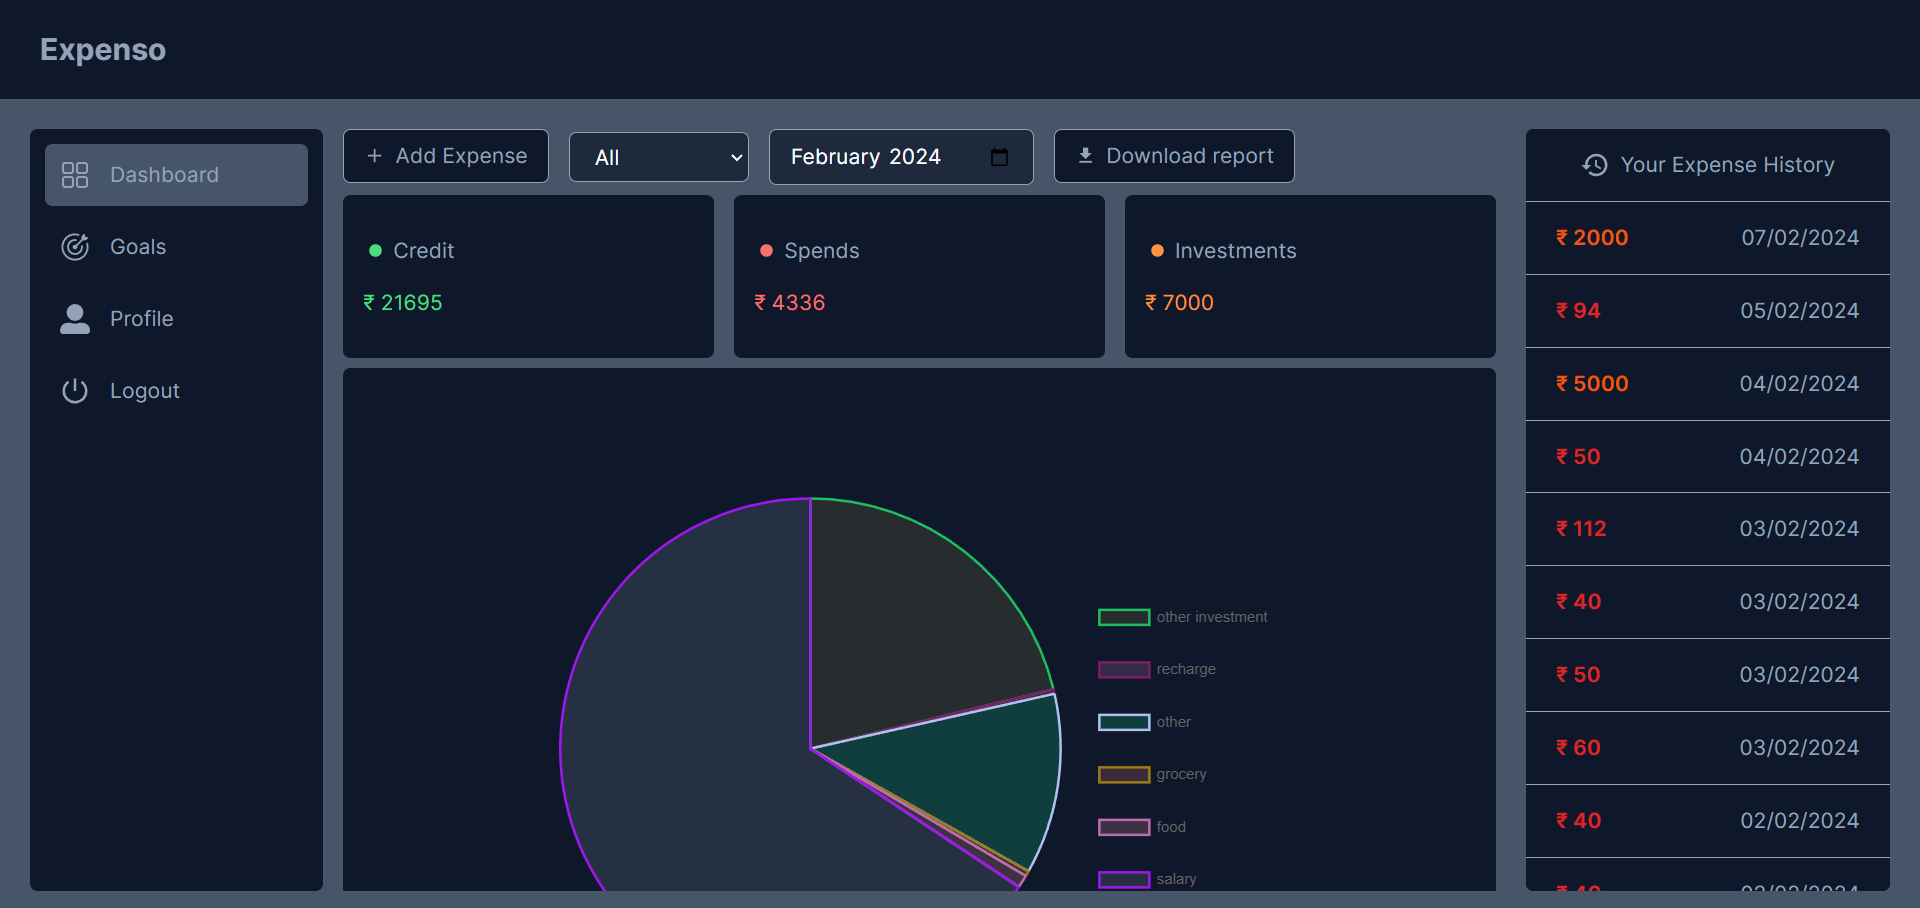 Expenso
Dashboard
Goals
Profile
Logout
+ Add Expense
All
February 2024
Download report
Credit
₹ 21695
Spends
₹ 4336
Investments
₹ 7000
other investment
recharge
other
grocery
food
salary
Your Expense History
₹ 2000 07/02/2024
₹ 94 05/02/2024
₹ 5000 04/02/2024
₹ 50 04/02/2024
₹ 112 03/02/2024
₹ 40 03/02/2024
₹ 50 03/02/2024
₹ 60 03/02/2024
₹ 40 02/02/2024